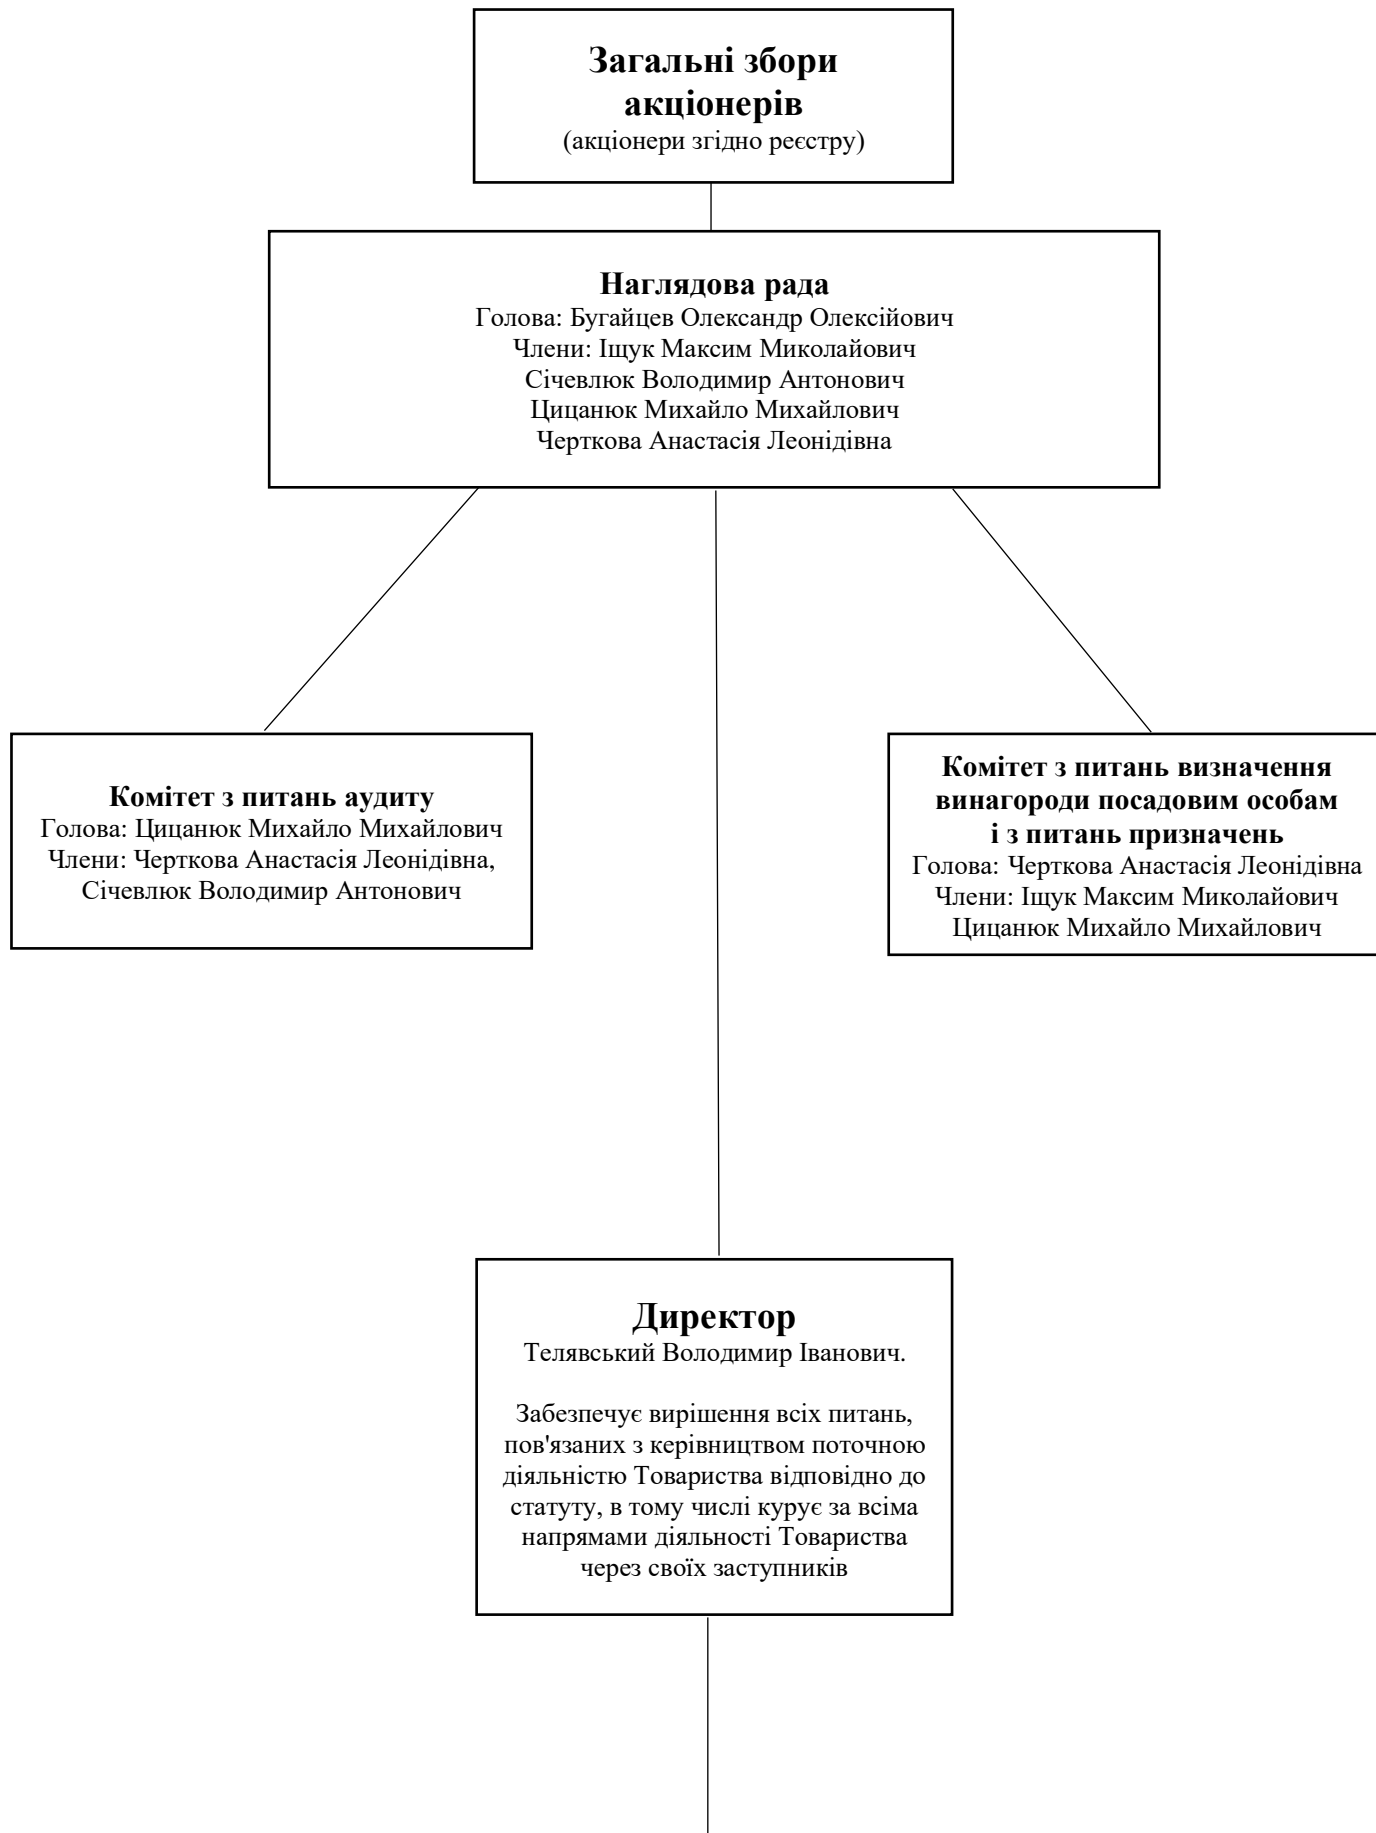 Загальні збори
акціонерів
(акціонери згідно реєстру)
Наглядова рада
Голова: Бугайцев Олександр Олексійович
Члени: Іщук Максим Миколайович
Січевлюк Володимир Антонович
Цицанюк Михайло Михайлович
Черткова Анастасія Леонідівна
Комітет з питань аудиту
Голова: Цицанюк Михайло Михайлович
Члени: Черткова Анастасія Леонідівна,
Січевлюк Володимир Антонович
Комітет з питань визначення
винагороди посадовим особам
і з питань призначень
Голова: Черткова Анастасія Леонідівна
Члени: Іщук Максим Миколайович
Цицанюк Михайло Михайлович
Директор
Телявський Володимир Іванович.
Забезпечує вирішення всіх питань,
пов'язаних з керівництвом поточною
діяльністю Товариства відповідно до
статуту, в тому числі курує за всіма
напрямами діяльності Товариства
через своїх заступників